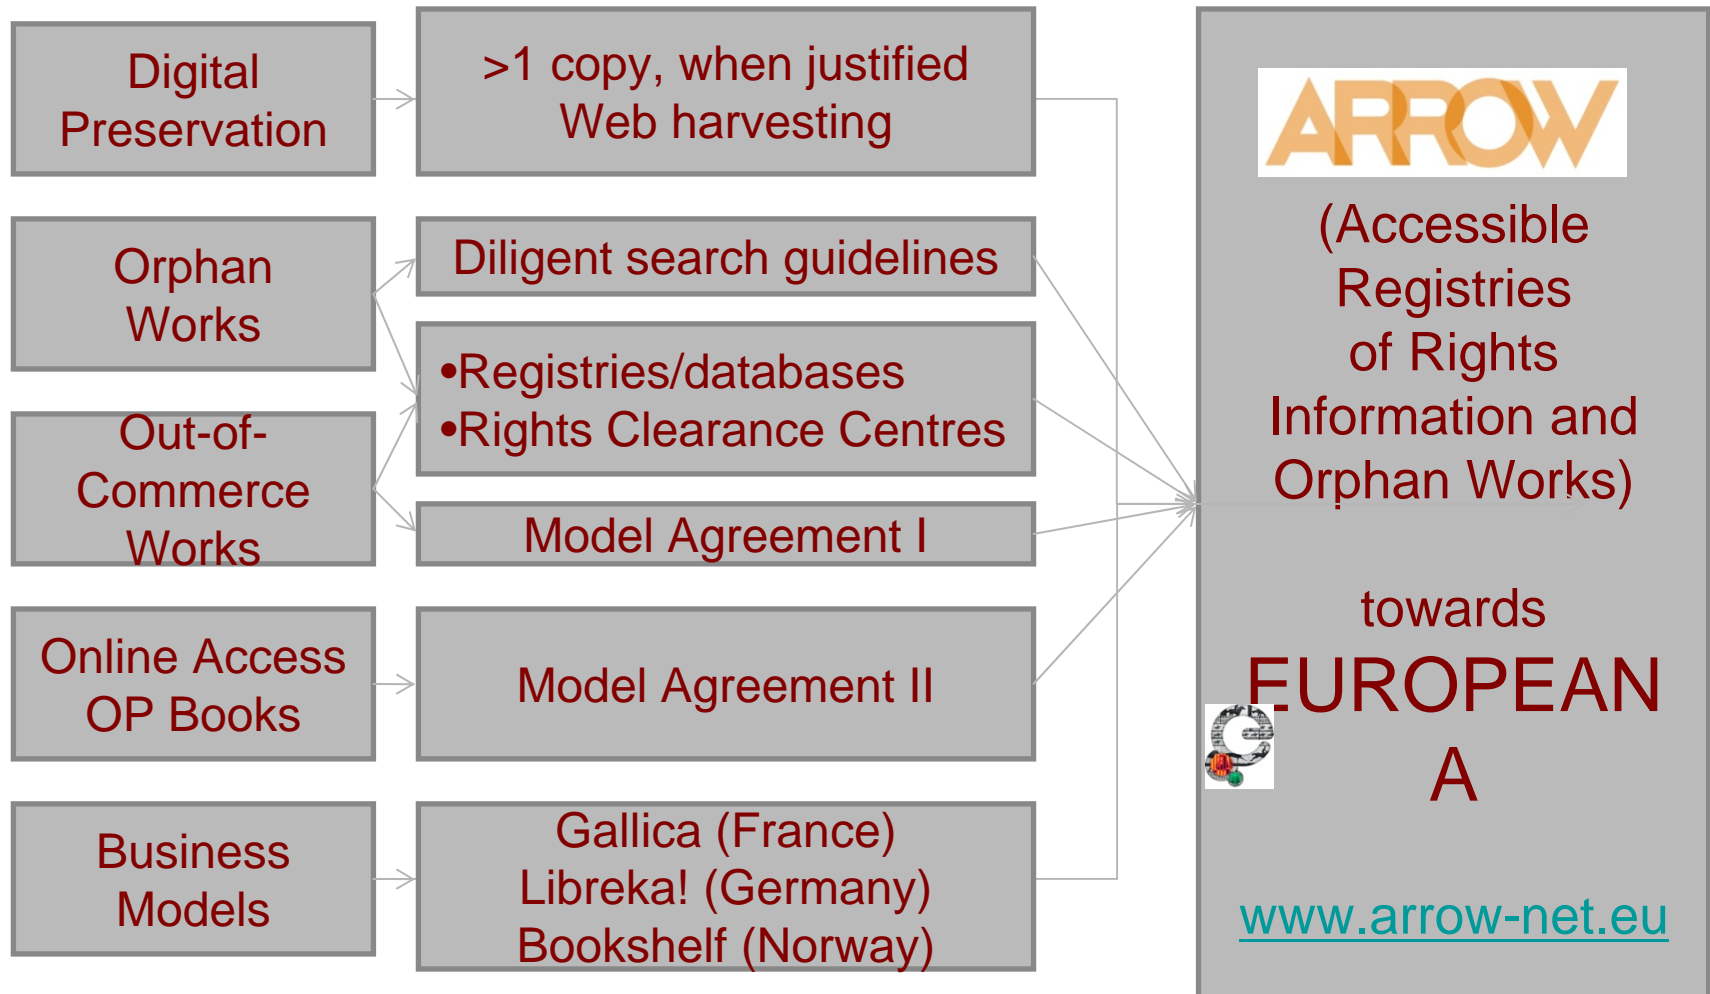 Digital
Preservation
>1 copy, when justified
Web harvesting
Orphan
Works
Diligent search guidelines
•Registries/databases
•Rights Clearance Centres
Out-of-
Commerce
Works
Model Agreement I
Online Access
OP Books
Model Agreement II
Business
Models
Gallica (France)
Libreka! (Germany)
Bookshelf (Norway)
ARROW
(Accessible
Registries
of Rights
Information and
Orphan Works)
towards
EUROPEAN
A
www.arrow-net.eu